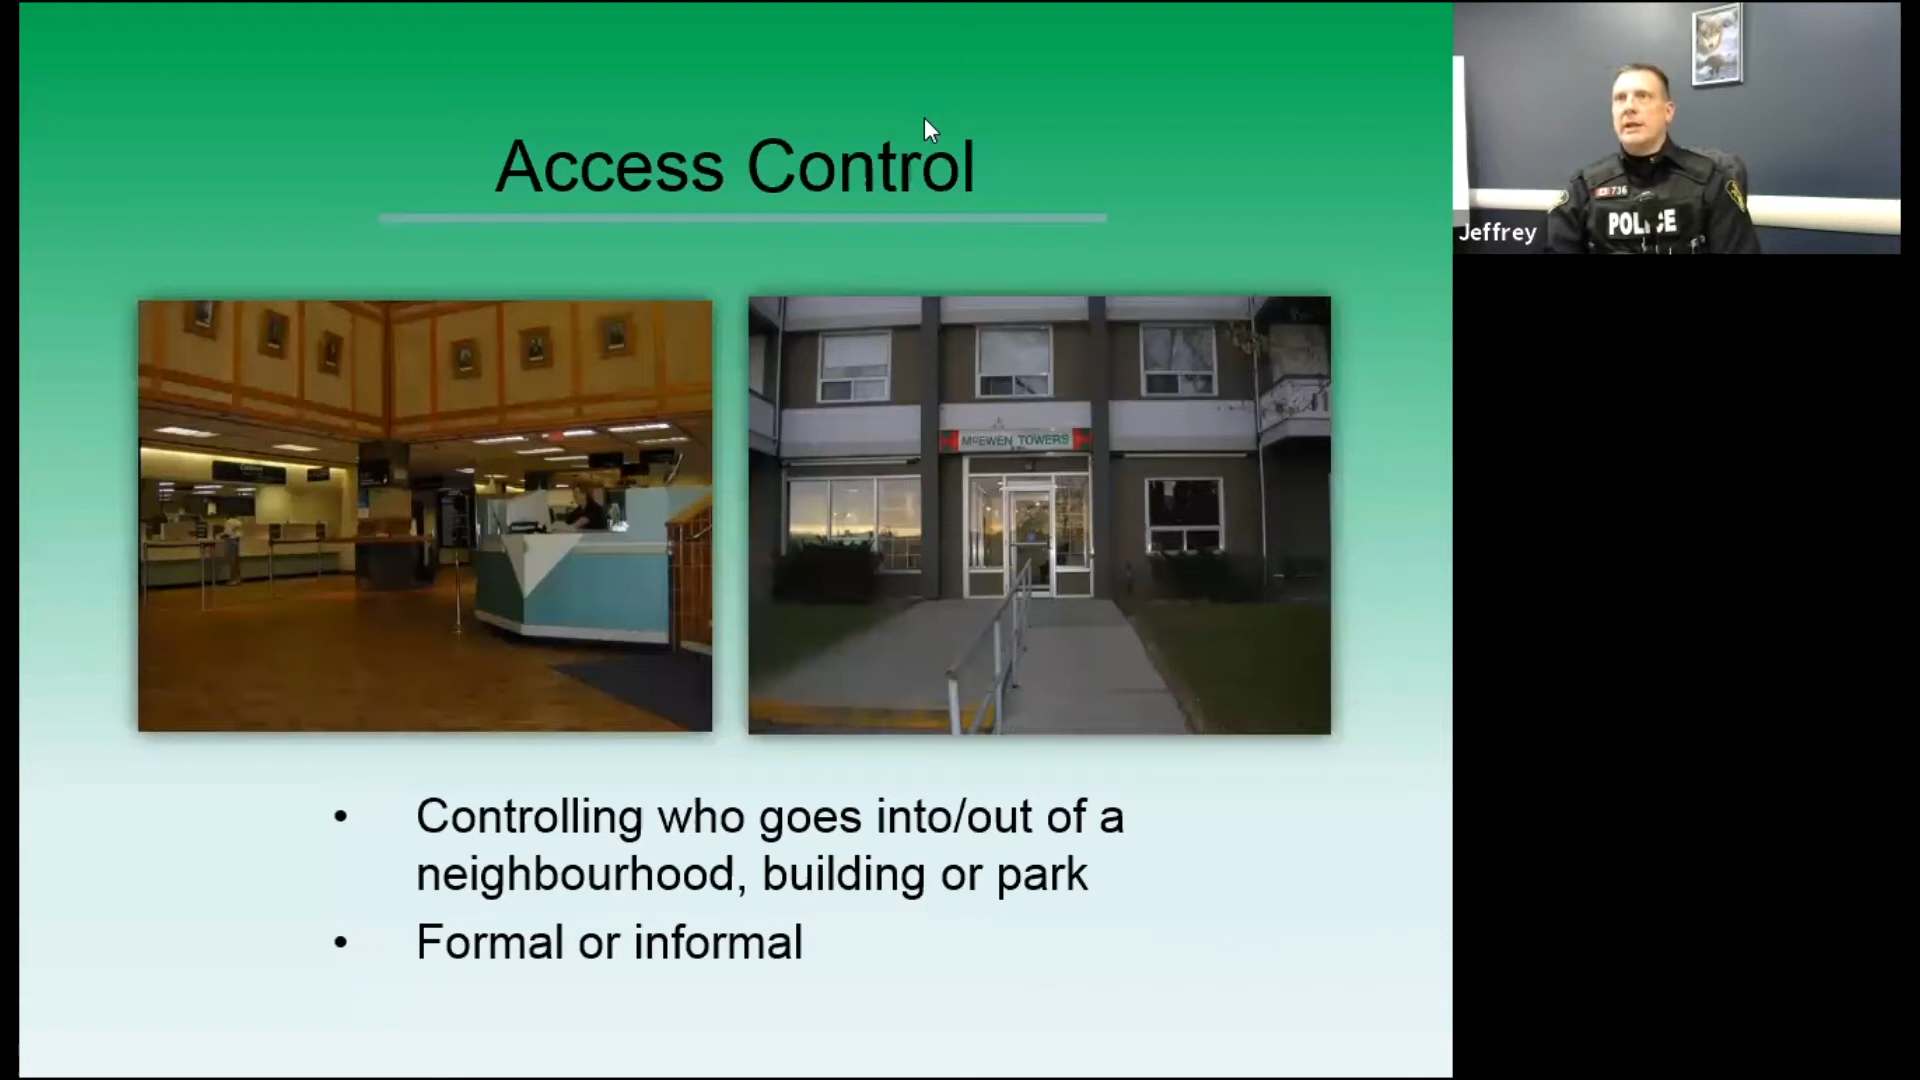 Access Control
736
POLICE
Jeffrey
McEWEN TOWERS
• Controlling who goes into/out of a
neighbourhood, building or park
• Formal or informal